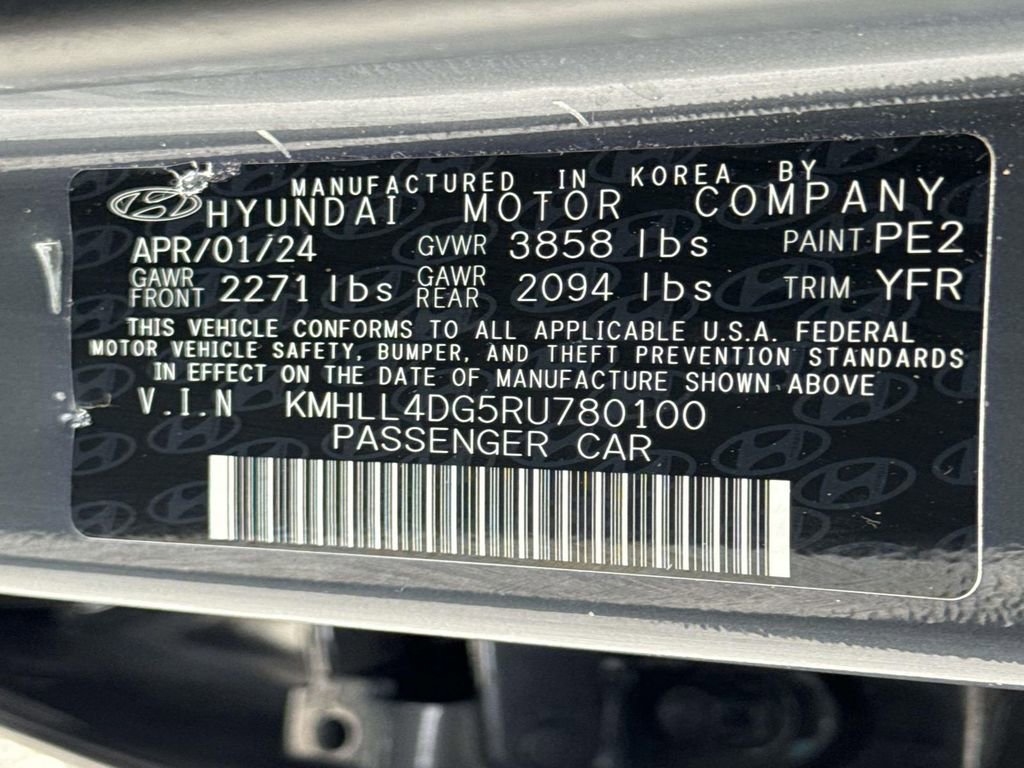 MANUFACTURED IN KOREA BY
HYUNDAI MOTOR COMPANY
APR/01/24 GVWR 3858 lbs PAINT PE2
GAWR FRONT 2271 lbs GAWR REAR 2094 lbs TRIM YFR
THIS VEHICLE CONFORMS TO ALL APPLICABLE U.S.A. FEDERAL
MOTOR VEHICLE SAFETY, BUMPER, AND THEFT PREVENTION STANDARDS
IN EFFECT ON THE DATE OF MANUFACTURE SHOWN ABOVE
V.I.N KMHLL4DG5RU780100
PASSENGER CAR